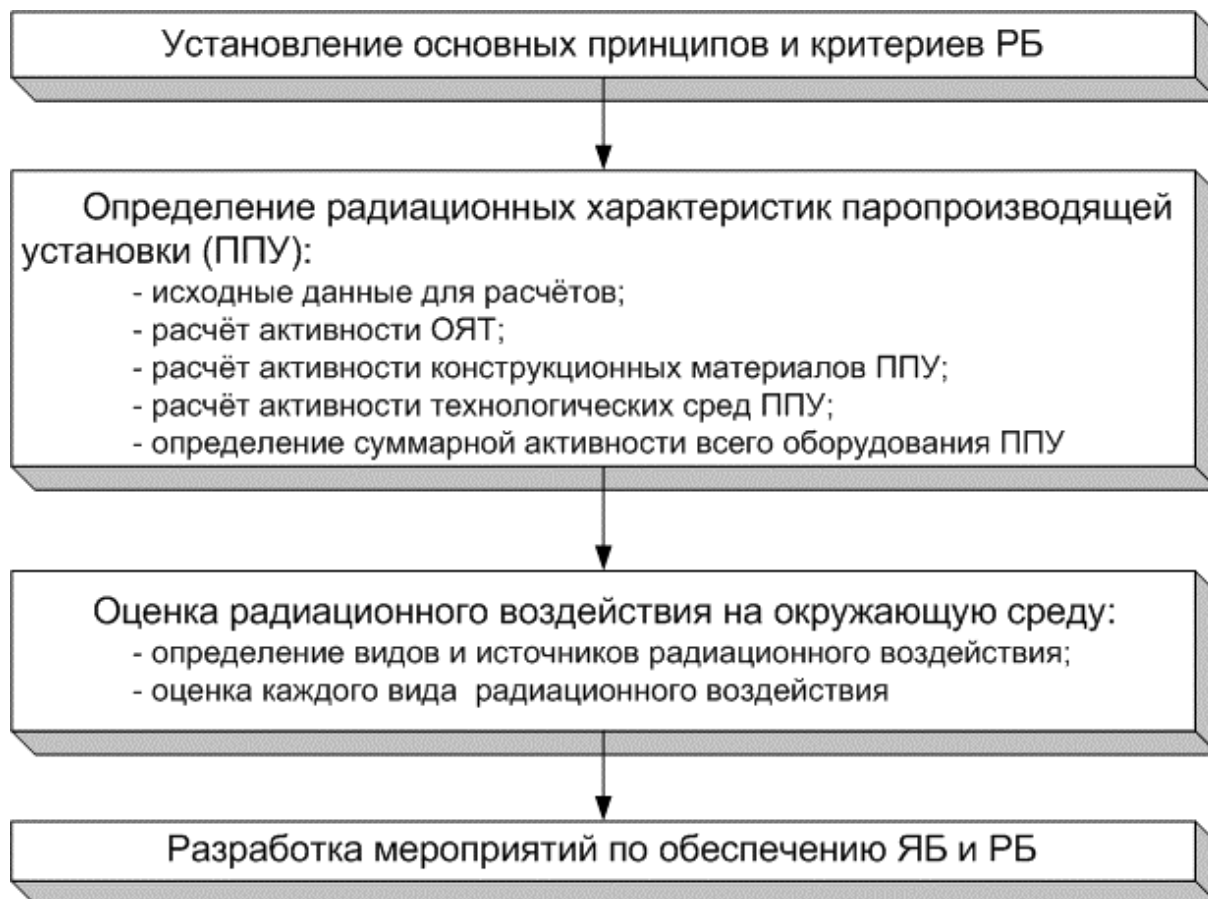 Установление основных принципов и критериев РБ
Определение радиационных характеристик паропроизводящей
установки (ППУ):
- исходные данные для расчётов;
- расчёт активности ОЯТ;
- расчёт активности конструкционных материалов ППУ;
- расчёт активности технологических сред ППУ;
- определение суммарной активности всего оборудования ППУ
Оценка радиационного воздействия на окружающую среду:
- определение видов и источников радиационного воздействия;
- оценка каждого вида радиационного воздействия
Разработка мероприятий по обеспечению ЯБ и РБ